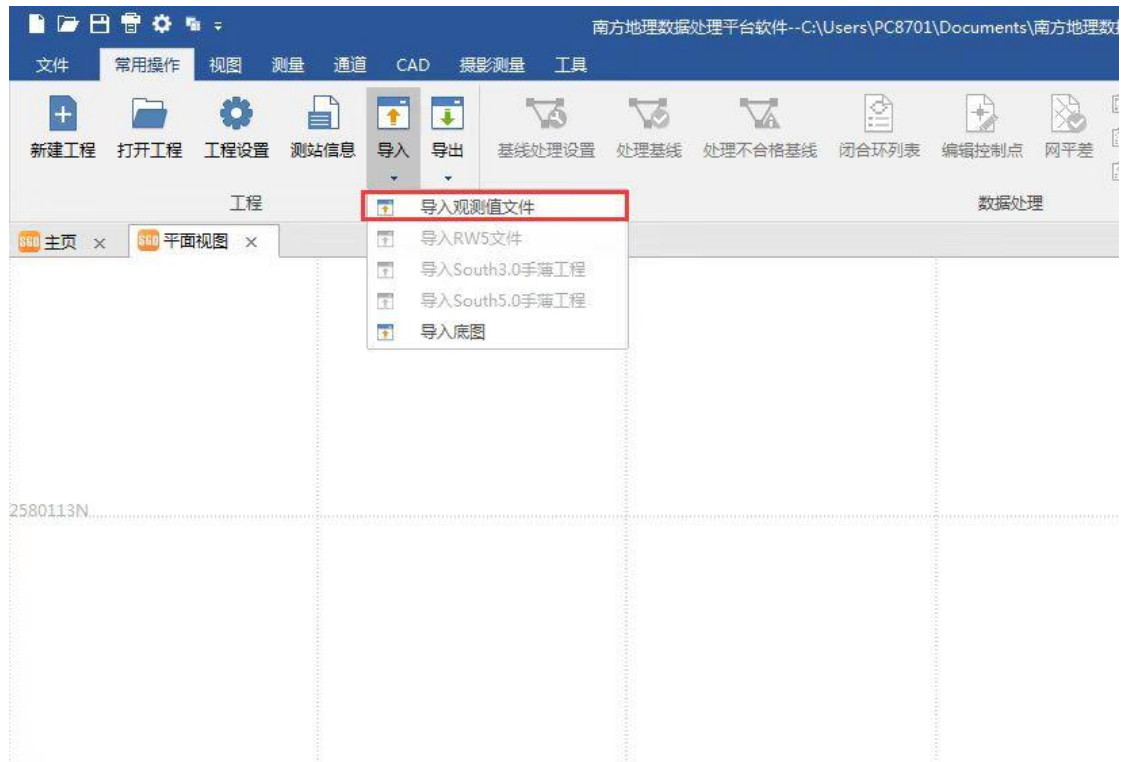 南方地理数据处理平台软件--C:\Users\PC8701\Documents\南方地理数
文件 常用操作 视图 测量 通道 CAD 摄影测量 工具
新建工程 打开工程 工程设置 测站信息 导入 导出 基线处理设置 处理基线 处理不合格基线 闭合环列表 编辑控制点 网平差
工程 数据处理
导入观测值文件
SGO 主页 × SGO 平面视图 ×
导入RW5文件
导入South3.0手薄工程
导入South5.0手薄工程
导入底图
2580113N